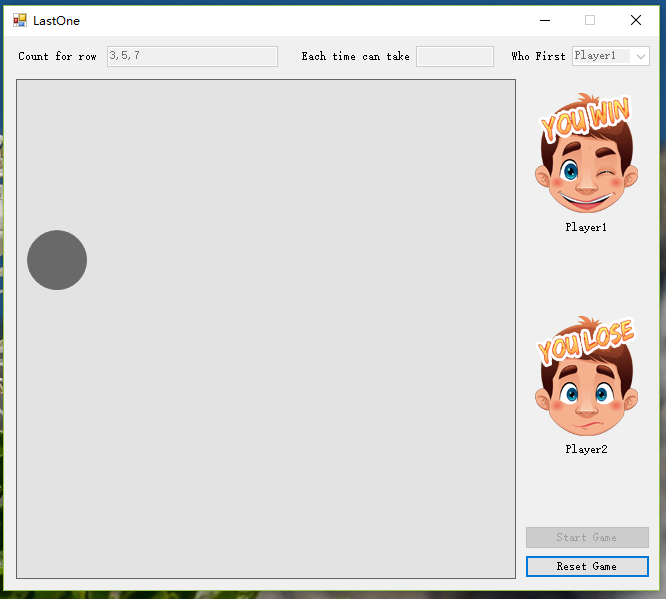 LastOne
Count for row 3,5,7 Each time can take Who First Player1
YOU WIN
Player1
YOU LOSE
Player2
Start Game
Reset Game